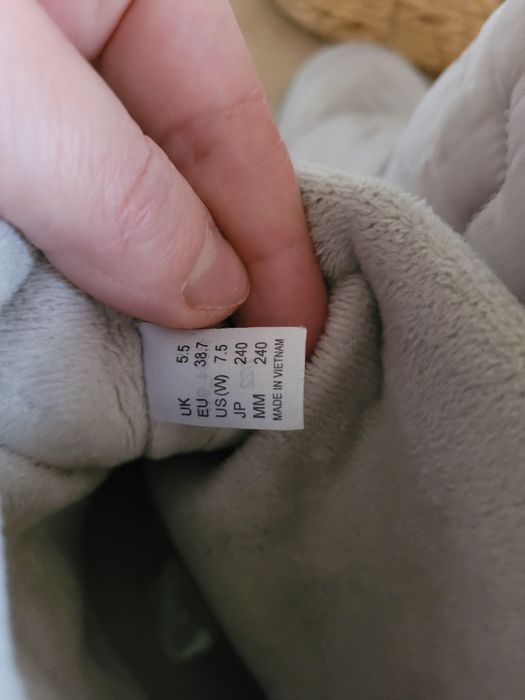 UK 5.5
EU 38.7
US(W) 7.5
JP 240
MM 240
MADE IN VIETNAM